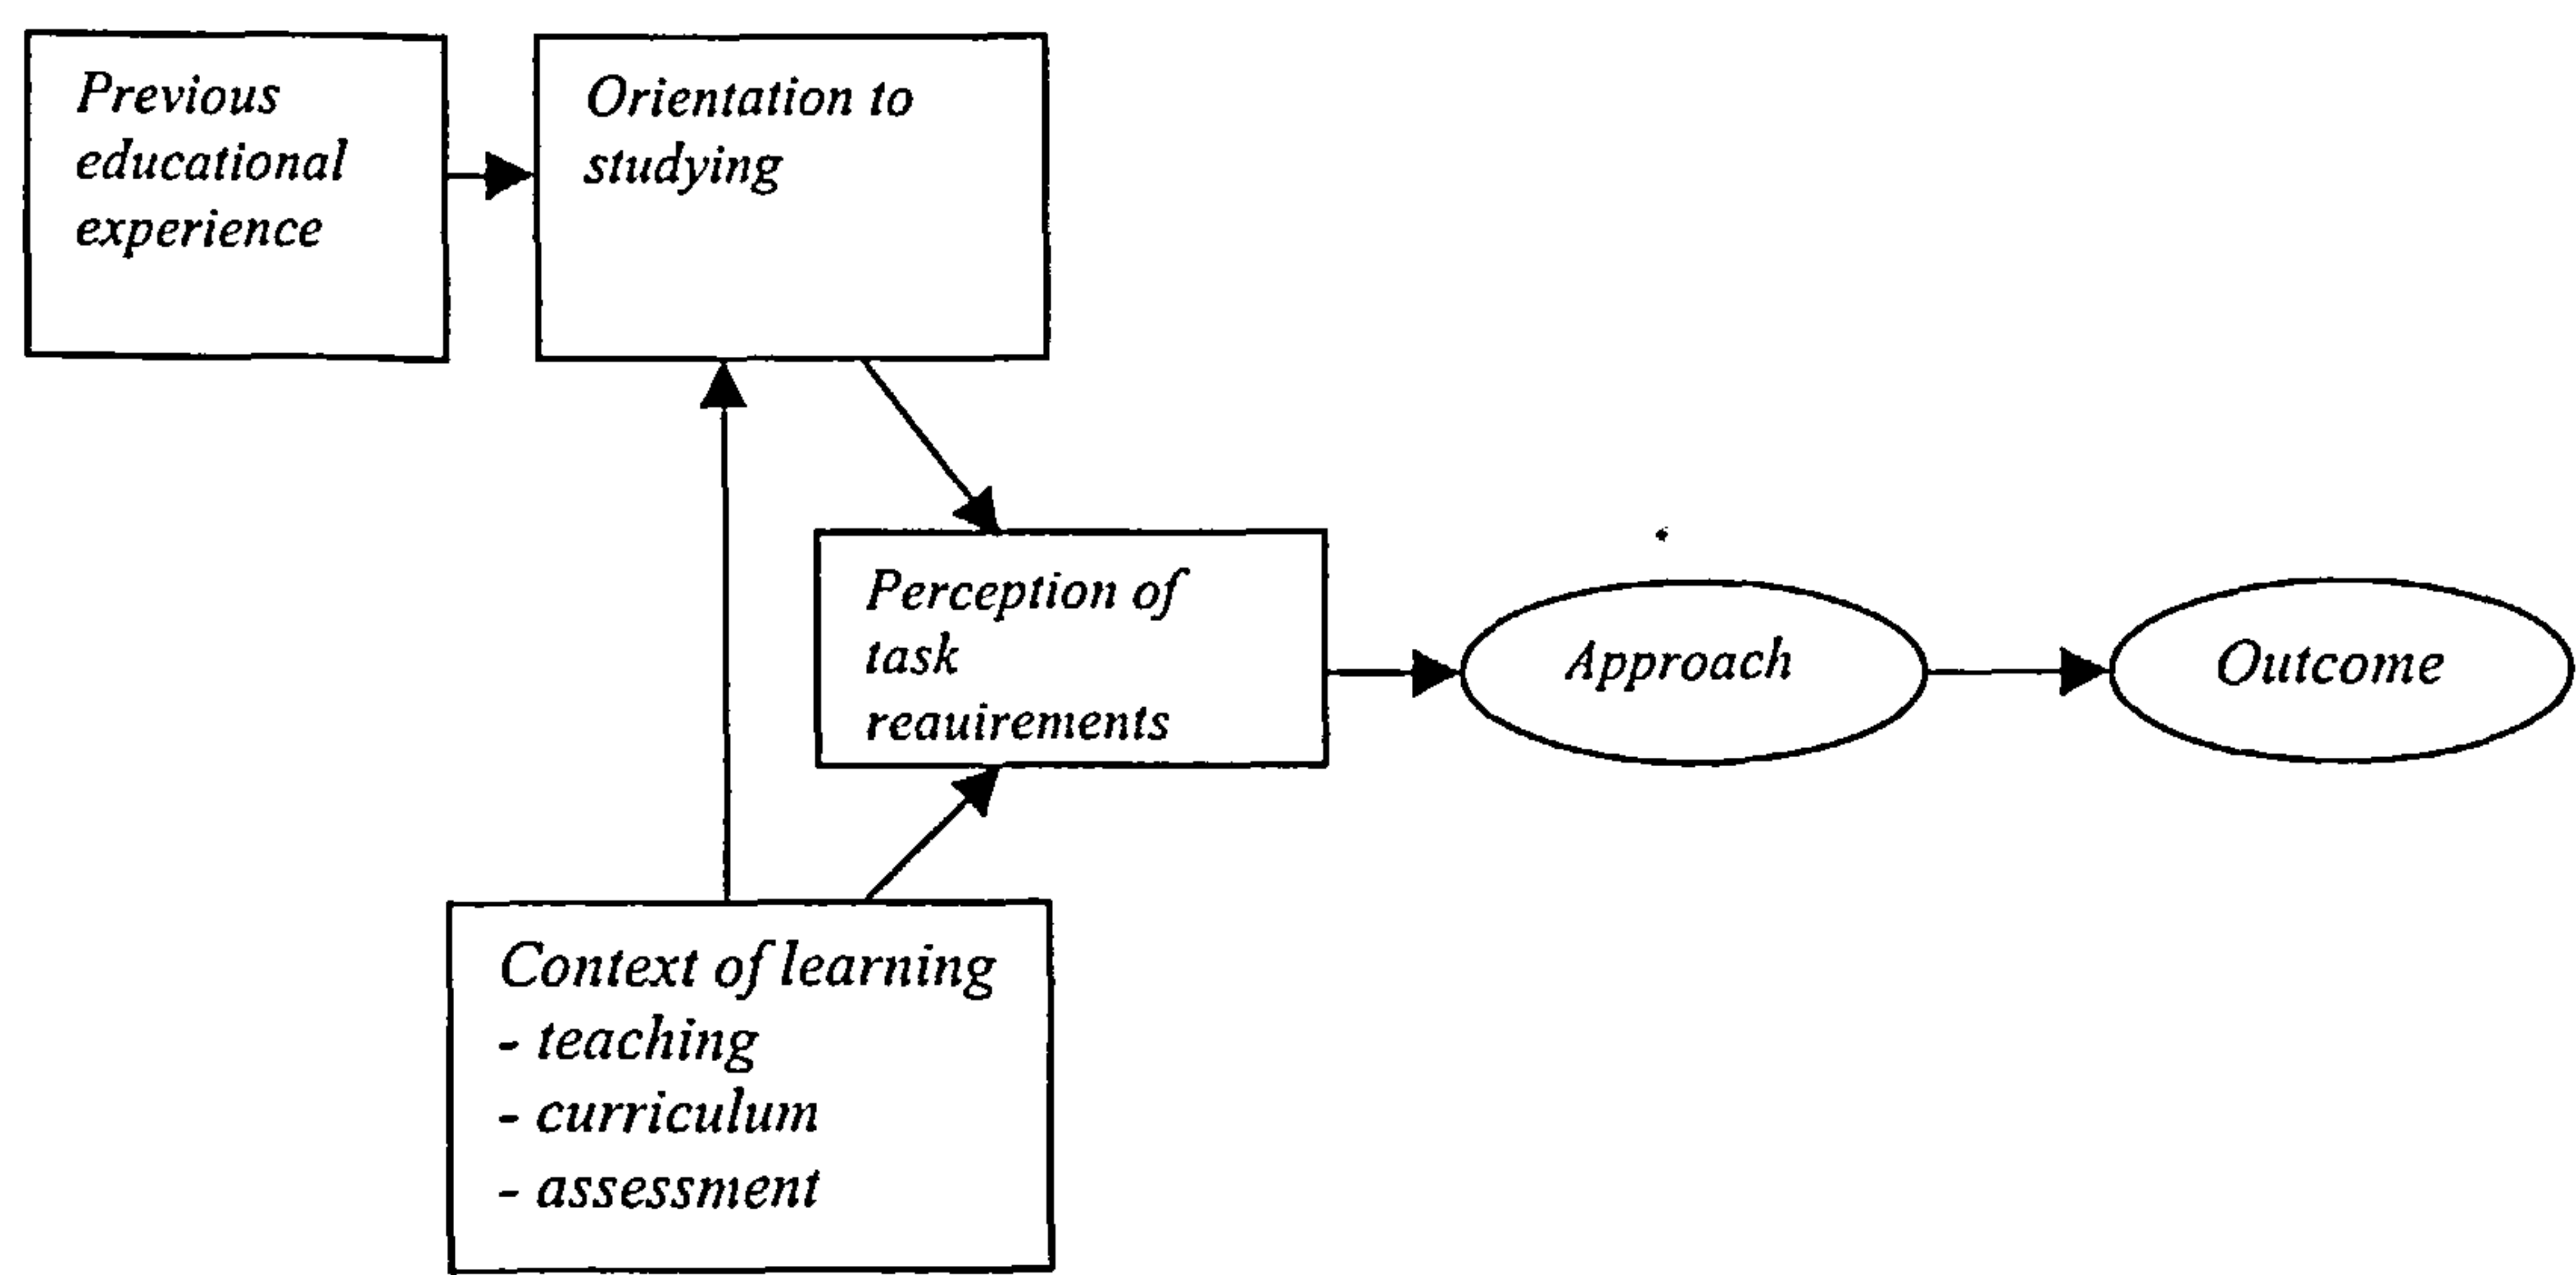 Previous
educational
experience
Orientation to
studying
Perception of
task
reauirements
Approach
Outcome
Context of learning
- teaching
- curriculum
- assessment